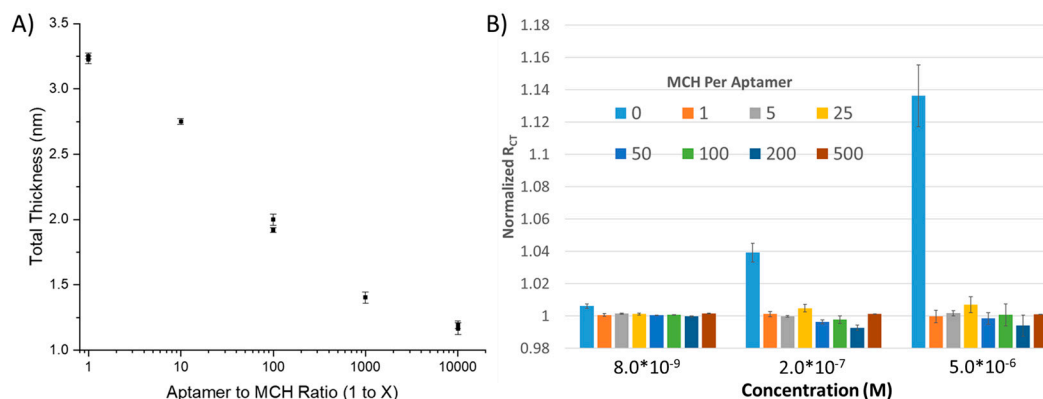 A)
Total Thickness (nm)
3.5
3.0
2.5
2.0
1.5
1.0
1 10 100 1000 10000
Aptamer to MCH Ratio (1 to X)
B)
Normalized R_CT
1.18
1.16
1.14
1.12
1.1
1.08
1.06
1.04
1.02
1
0.98
MCH Per Aptamer
0 1 5 25
50 100 200 500
8.0*10⁻⁹ 2.0*10⁻⁷ 5.0*10⁻⁶
Concentration (M)